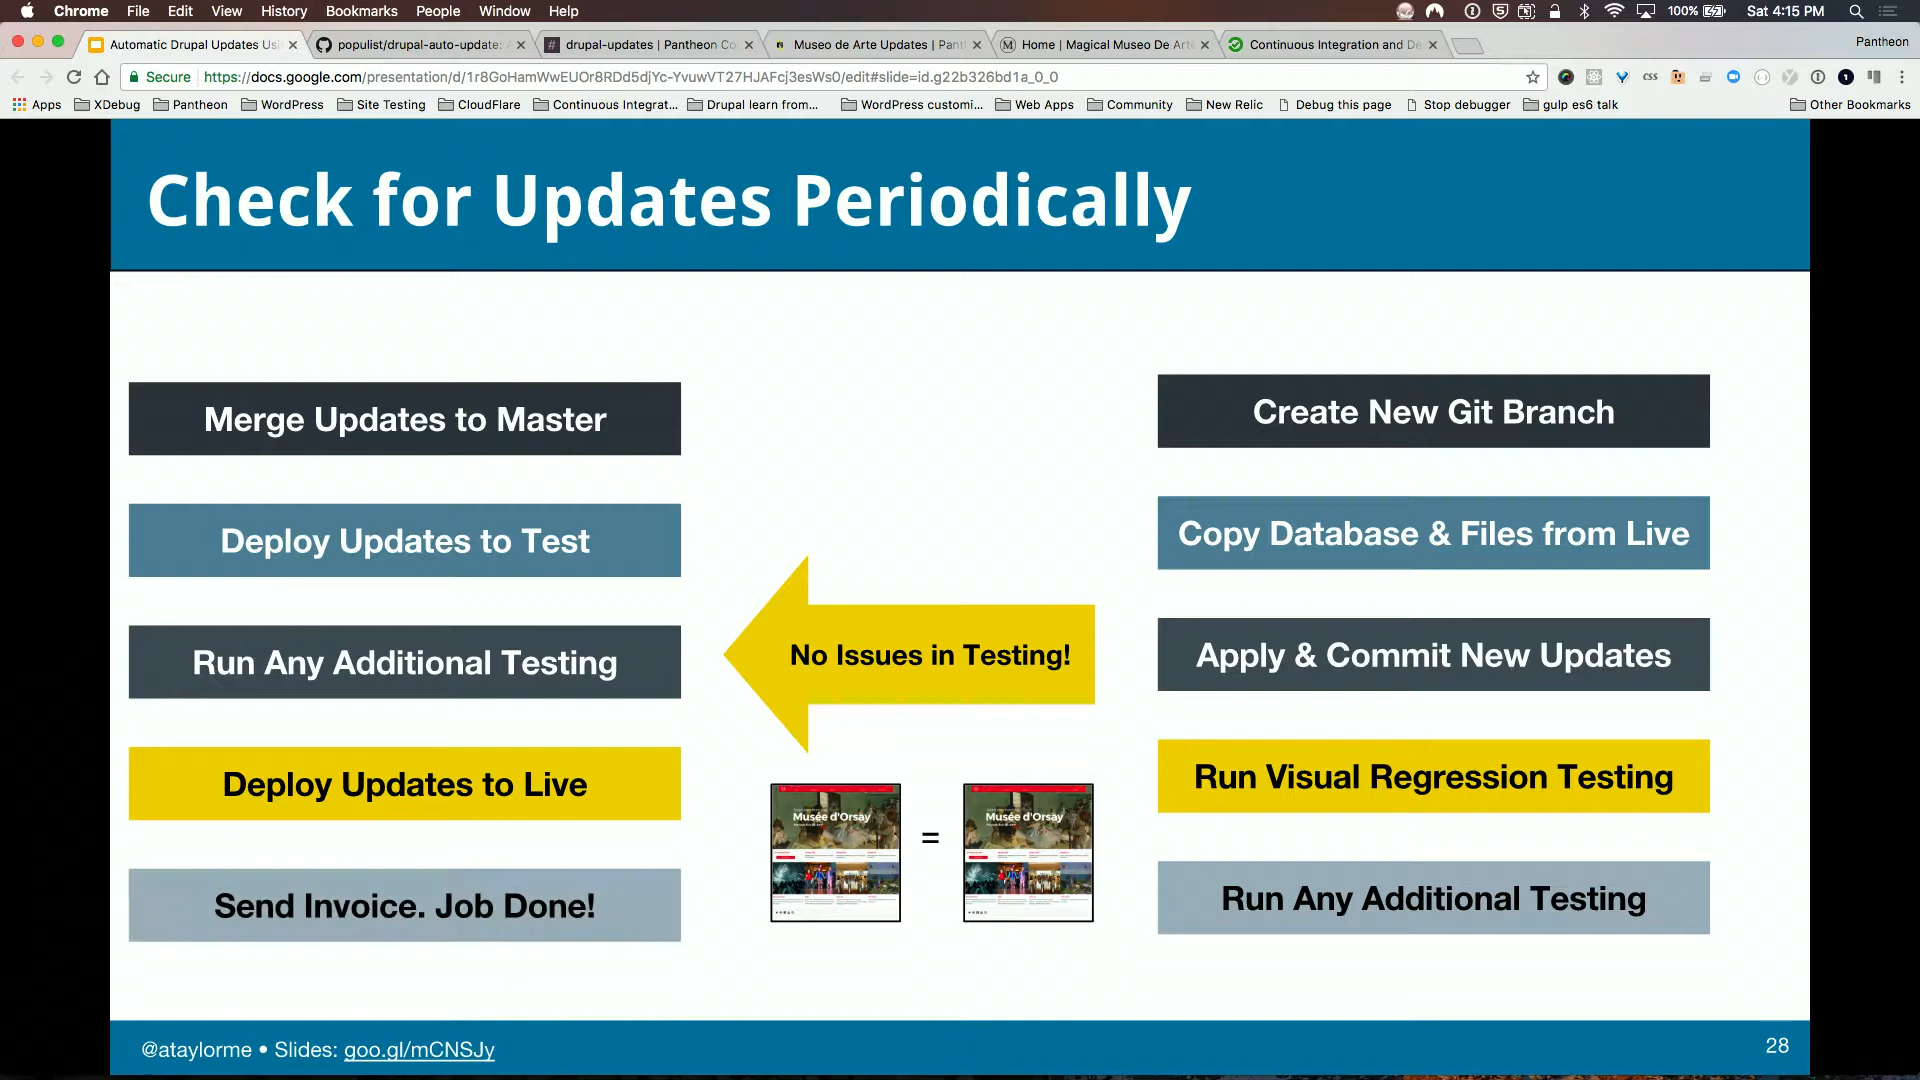 Chrome File Edit View History Bookmarks People Window Help 100% Sat 4:15 PM
Automatic Drupal Updates Usi populist/drupal-auto-update: A drupal-updates | Pantheon Co Museo de Arte Updates | Pant Home | Magical Museo De Arte Continuous Integration and De Pantheon
Secure https://docs.google.com/presentation/d/1r8GoHamWwEUOr8RDd5djYc-YvuwVT27HJAFcj3esWs0/edit#slide=id.g22b326bd1a_0_0
Apps XDebug Pantheon WordPress Site Testing CloudFlare Continuous Integrat... Drupal learn from... WordPress customi... Web Apps Community New Relic Debug this page Stop debugger gulp es6 talk Other Bookmarks
Check for Updates Periodically
Merge Updates to Master
Deploy Updates to Test
Run Any Additional Testing
Deploy Updates to Live
Send Invoice. Job Done!
No Issues in Testing!
Musée d'Orsay
=
Musée d'Orsay
Create New Git Branch
Copy Database & Files from Live
Apply & Commit New Updates
Run Visual Regression Testing
Run Any Additional Testing
@ataylorme • Slides: goo.gl/mCNSJy
28